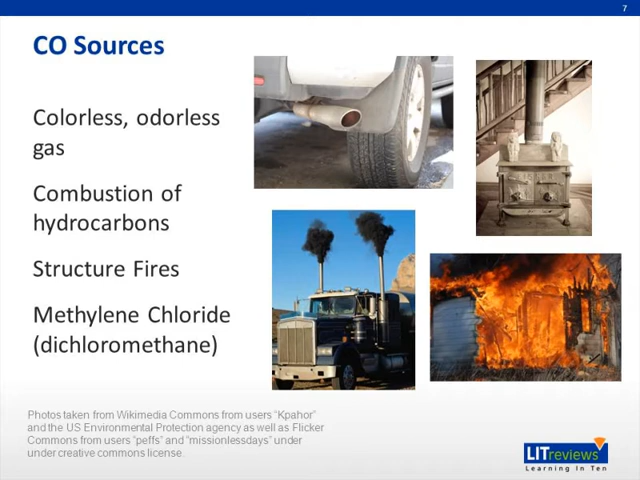 7
CO Sources
Colorless, odorless
gas
Combustion of
hydrocarbons
Structure Fires
Methylene Chloride
(dichloromethane)
Photos taken from Wikimedia Commons from users “Kpahor”
and the US Environmental Protection agency as well as Flicker
Commons from users “peffs” and “missionlessdays” under
under creative commons license.
LITreviews
Learning In Ten